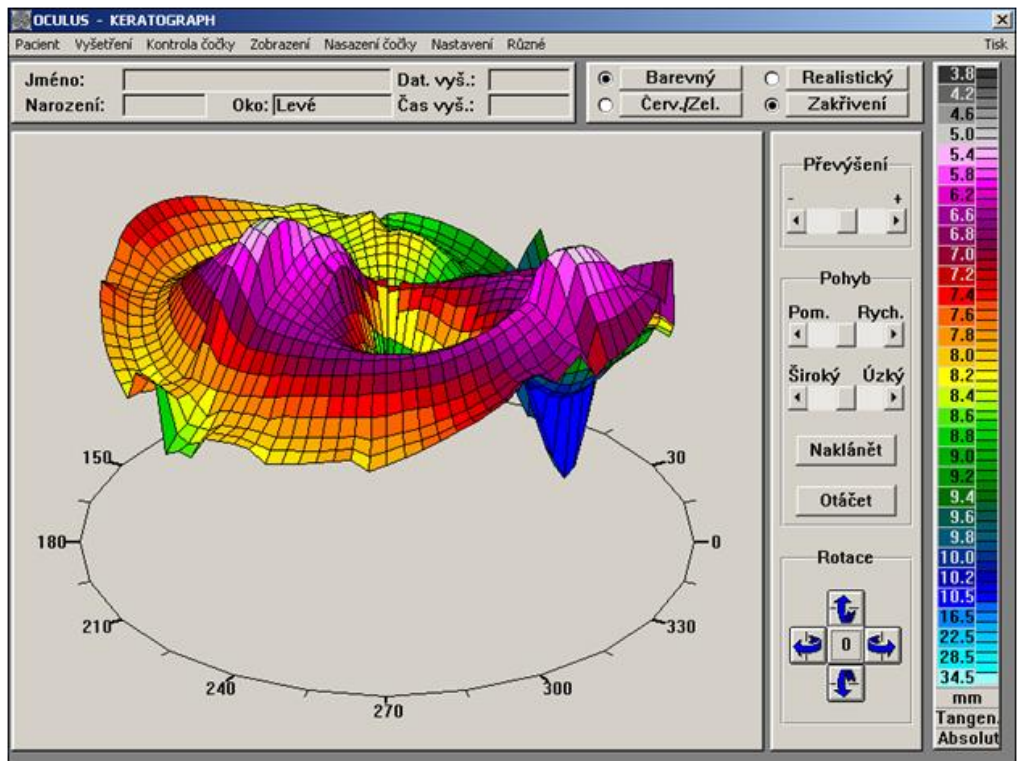 OCULUS - KERATOGRAPH
Pacient Vyšetření Kontrola čočky Zobrazení Nasazení čočky Nastavení Různé Tisk
Jméno: Dat. vyš.:
Narození: Oko: Levé Čas vyš.:
Barevný Realistický
Červ./Zel. Zakřivení
Převýšení
- +
Pohyb
Pom. Rych.
Široký Úzký
Naklánět
Otáčet
Rotace
0
150
30
180
0
210
330
240
300
270
3.8
4.2
4.6
5.0
5.4
5.8
6.2
6.6
6.8
7.0
7.2
7.4
7.6
7.8
8.0
8.2
8.4
8.6
8.8
9.0
9.2
9.4
9.6
9.8
10.0
10.2
10.5
16.5
22.5
28.5
34.5
mm
Tangen.
Absolut